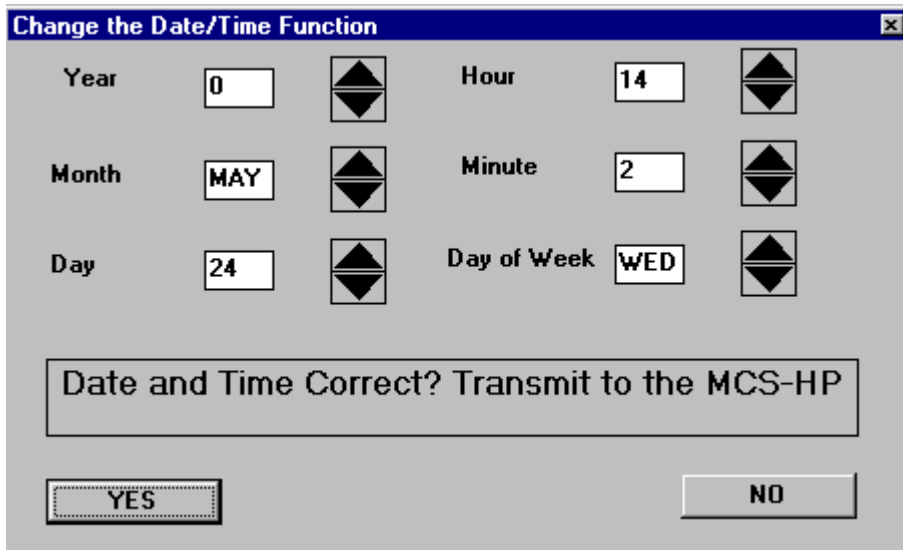 Change the Date/Time Function
Year 0 Hour 14
Month MAY Minute 2
Day 24 Day of Week WED
Date and Time Correct? Transmit to the MCS-HP
YES NO